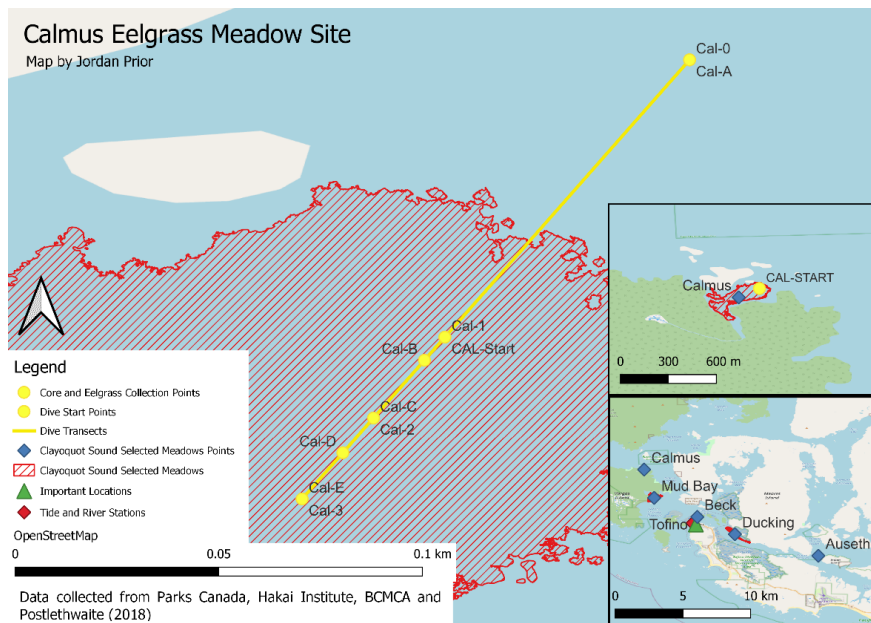 Calmus Eelgrass Meadow Site
Map by Jordan Prior
Cal-0
Cal-A
Cal-1
CAL-Start
Cal-B
Cal-C
Cal-2
Cal-D
Cal-E
Cal-3
Legend
Core and Eelgrass Collection Points
Dive Start Points
Dive Transects
Clayoquot Sound Selected Meadows Points
Clayoquot Sound Selected Meadows
Important Locations
Tide and River Stations
OpenStreetMap
0 0.05 0.1 km
Data collected from Parks Canada, Hakai Institute, BCMCA and
Postlethwaite (2018)
CAL-START
Calmus
0 300 600 m
Calmus
Mud Bay
Beck
Tofino
Ducking
Auseth
0 5 10 km